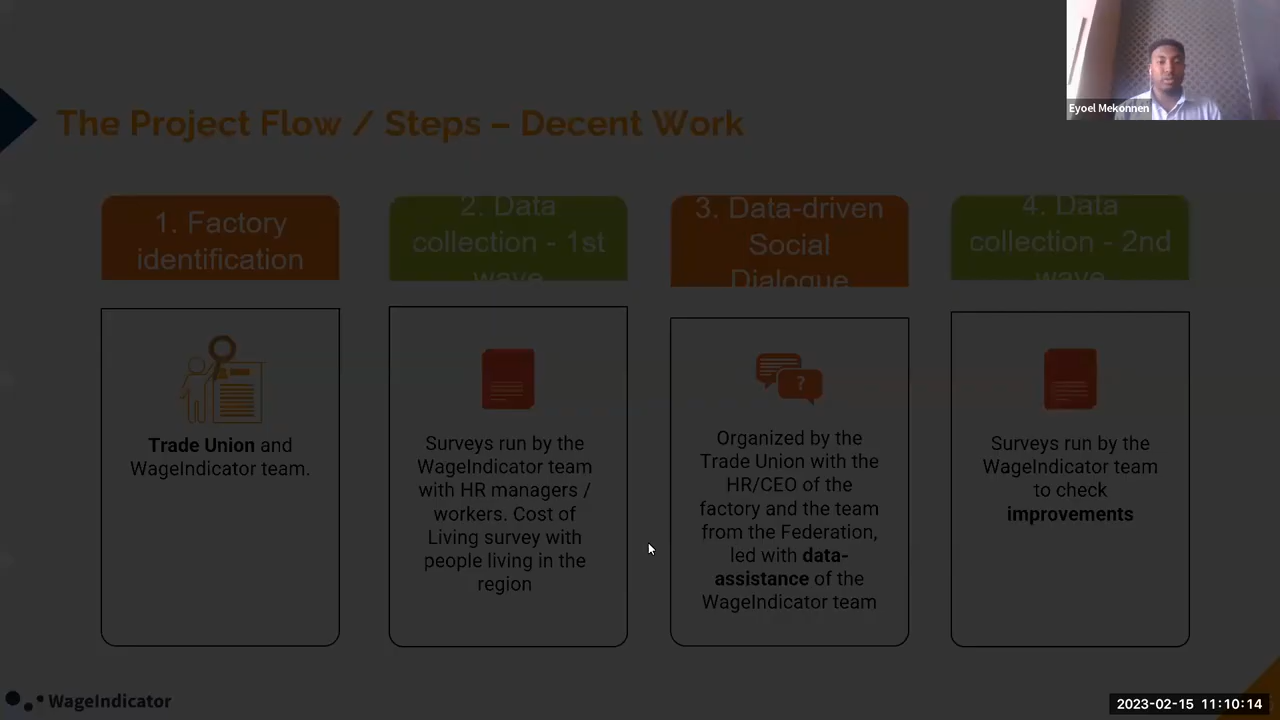 Eyoel Mekonnen
The Project Flow / Steps – Decent Work
1. Factory
identification
2. Data
collection - 1st
wave
3. Data-driven
Social
Dialogue
4. Data
collection - 2nd
wave
Trade Union and
WageIndicator team.
Surveys run by the
WageIndicator team
with HR managers /
workers. Cost of
Living survey with
people living in the
region
?
Organized by the
Trade Union with the
HR/CEO of the
factory and the team
from the Federation,
led with data-
assistance of the
WageIndicator team
Surveys run by the
WageIndicator team
to check
improvements
WageIndicator
2023-02-15 11:10:14